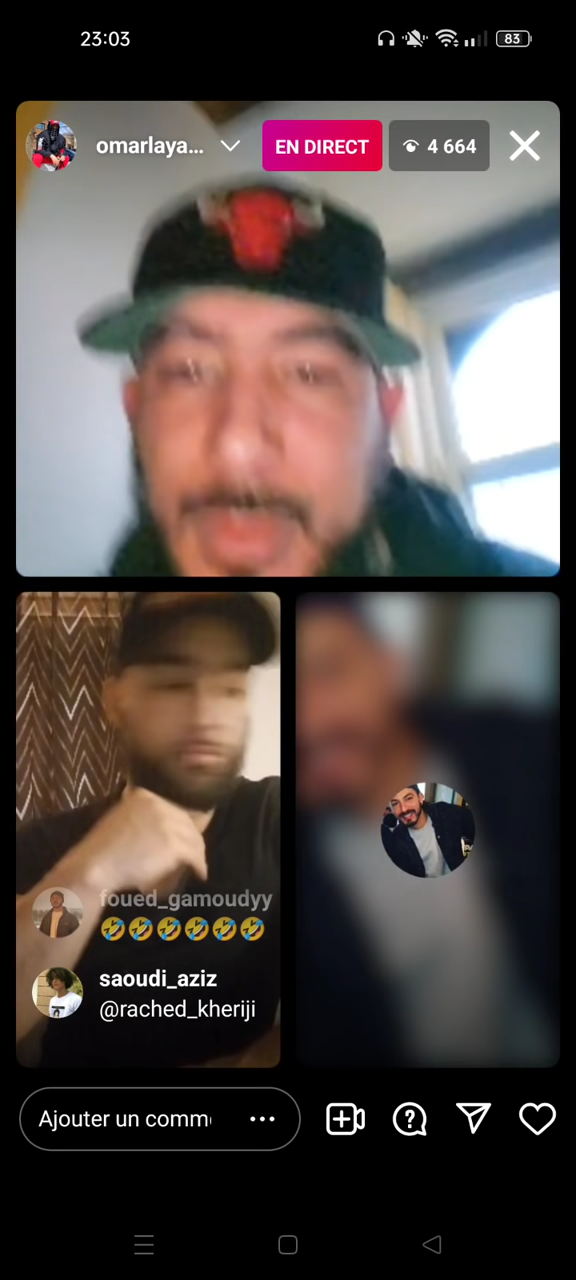 23:03
83
omarlaya...
EN DIRECT
4 664
foued_gamoudyy
🤣🤣🤣🤣🤣🤣
saoudi_aziz
@rached_kheriji
Ajouter un comm